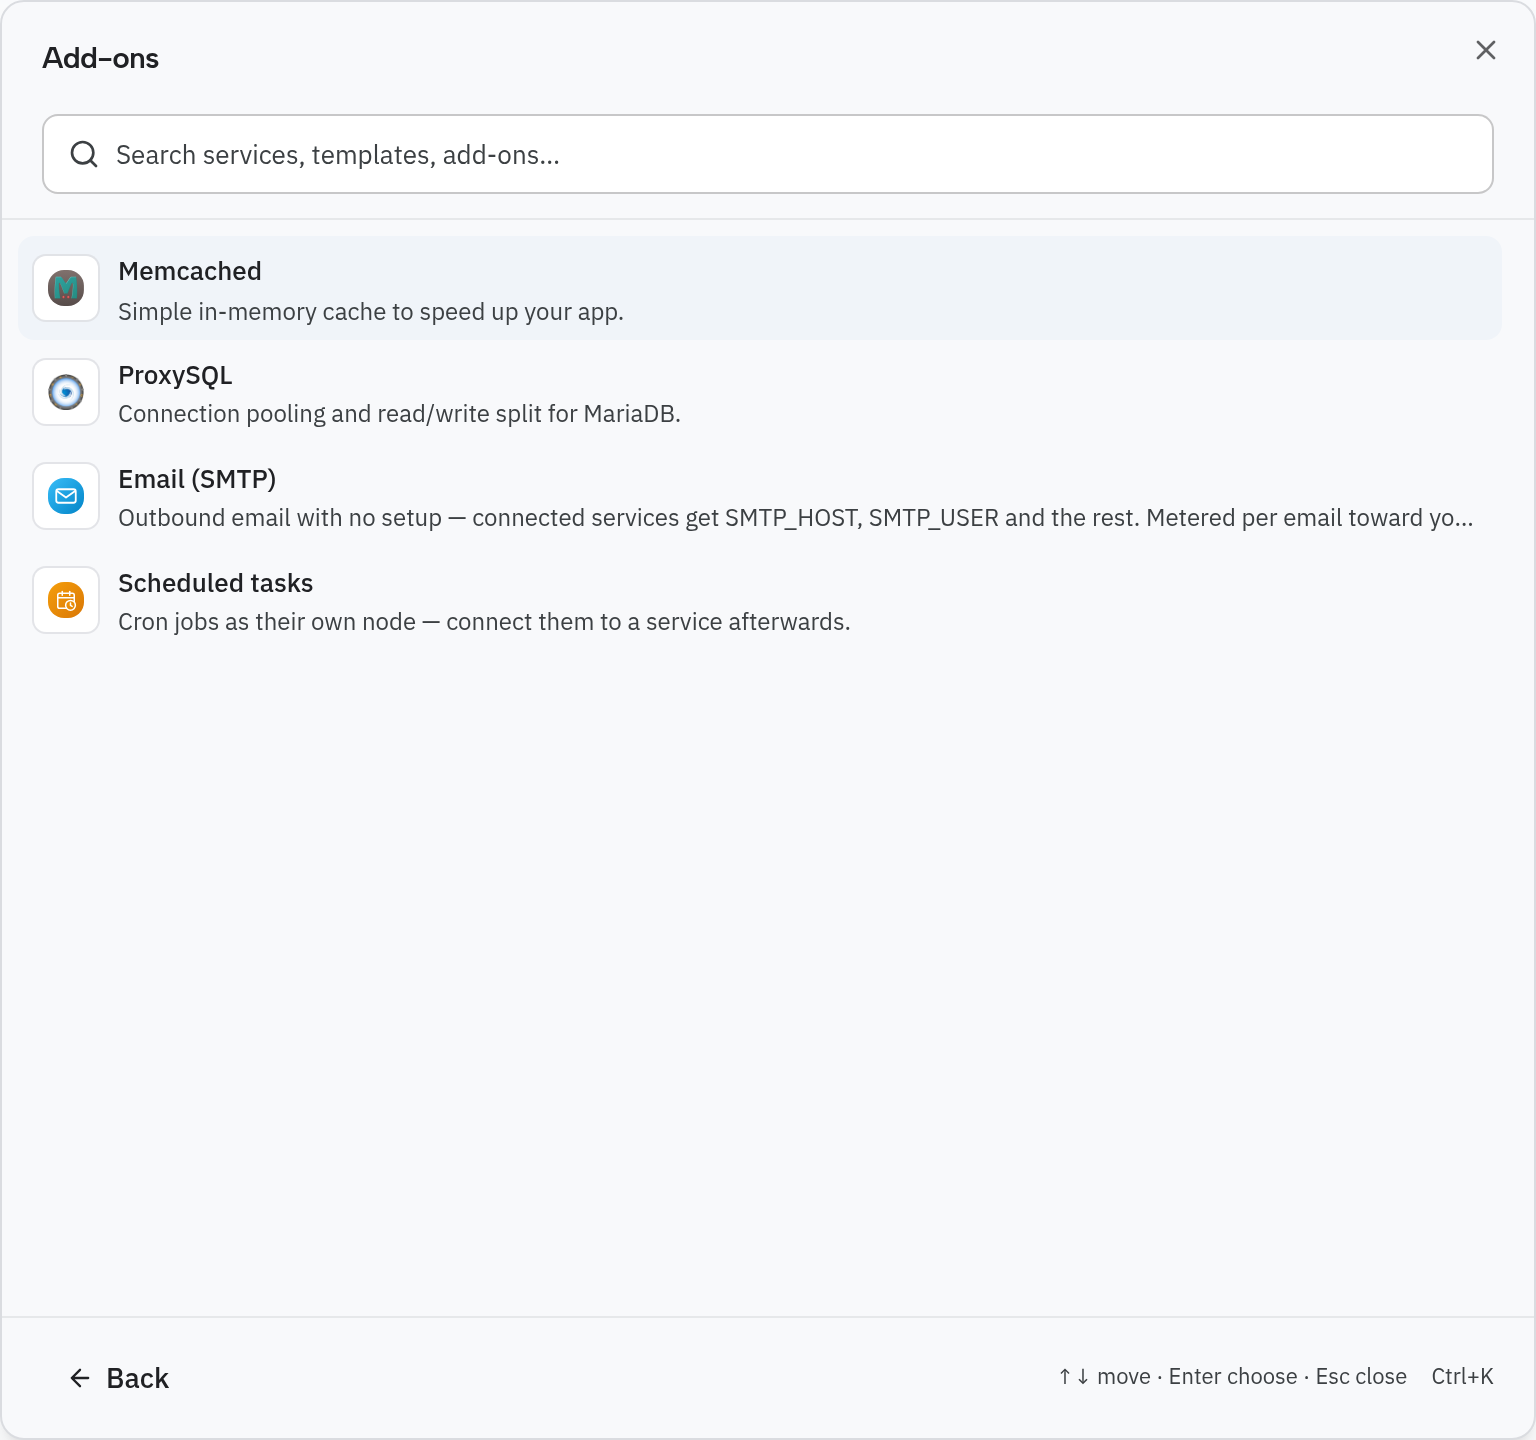 Add-ons
Search services, templates, add-ons...
Memcached
Simple in-memory cache to speed up your app.
ProxySQL
Connection pooling and read/write split for MariaDB.
Email (SMTP)
Outbound email with no setup — connected services get SMTP_HOST, SMTP_USER and the rest. Metered per email toward yo...
Scheduled tasks
Cron jobs as their own node — connect them to a service afterwards.
← Back
↑↓ move · Enter choose · Esc close Ctrl+K